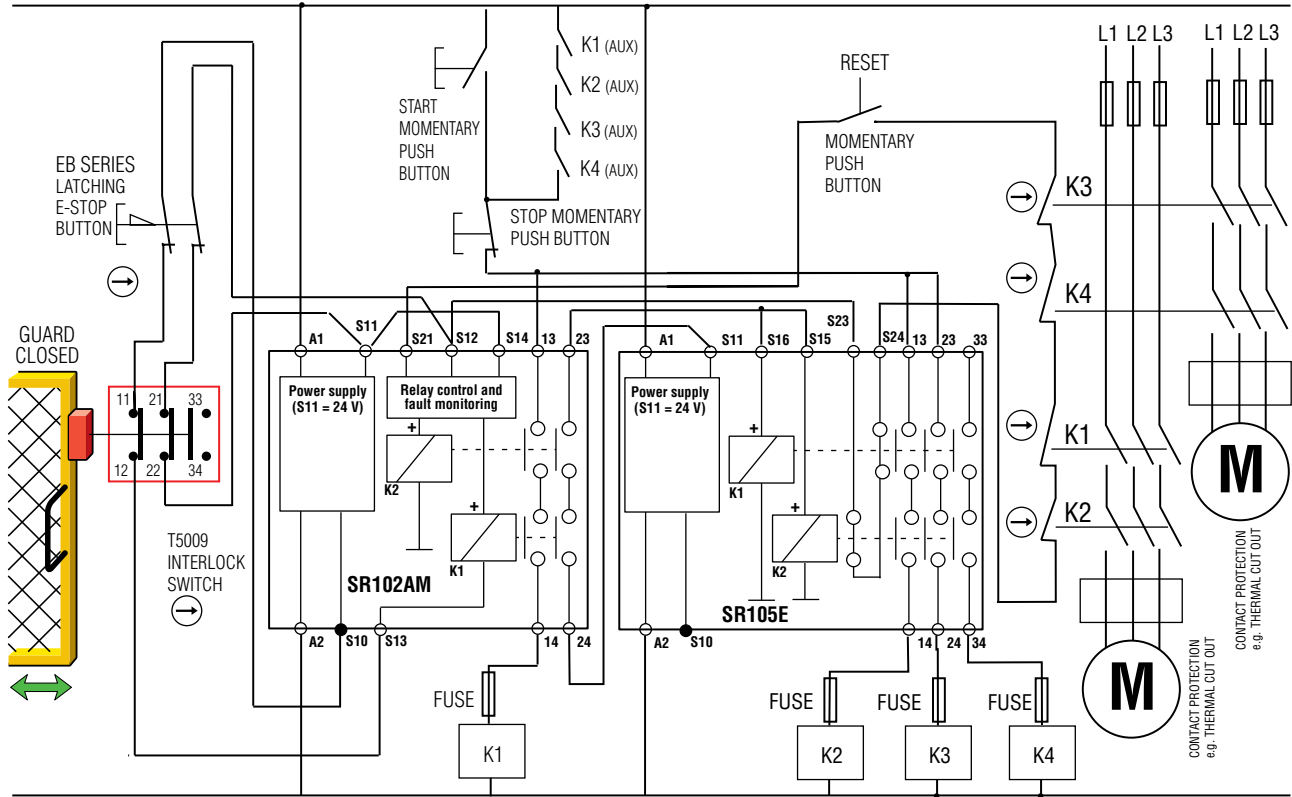 K1 (AUX)
K2 (AUX)
K3 (AUX)
K4 (AUX)
START
MOMENTARY
PUSH
BUTTON
STOP MOMENTARY
PUSH BUTTON
RESET
MOMENTARY
PUSH
BUTTON
L1 L2 L3
L1 L2 L3
EB SERIES
LATCHING
E-STOP
BUTTON
K3
K4
K1
K2
GUARD
CLOSED
11 21 33
12 22 34
T5009
INTERLOCK
SWITCH
A1 S11 S21 S12 S14 13 23
Power supply
(S11 = 24 V)
Relay control and
fault monitoring
+
K2
+
K1
SR102AM
A2 S10 S13 14 24
A1 S11 S16 S15 S23 S24 13 23 33
Power supply
(S11 = 24 V)
+
K1
+
K2
SR105E
A2 S10 14 24 34
FUSE
K1
FUSE
K2
FUSE
K3
FUSE
K4
M
CONTACT PROTECTION
e.g. THERMAL CUT OUT
M
CONTACT PROTECTION
e.g. THERMAL CUT OUT